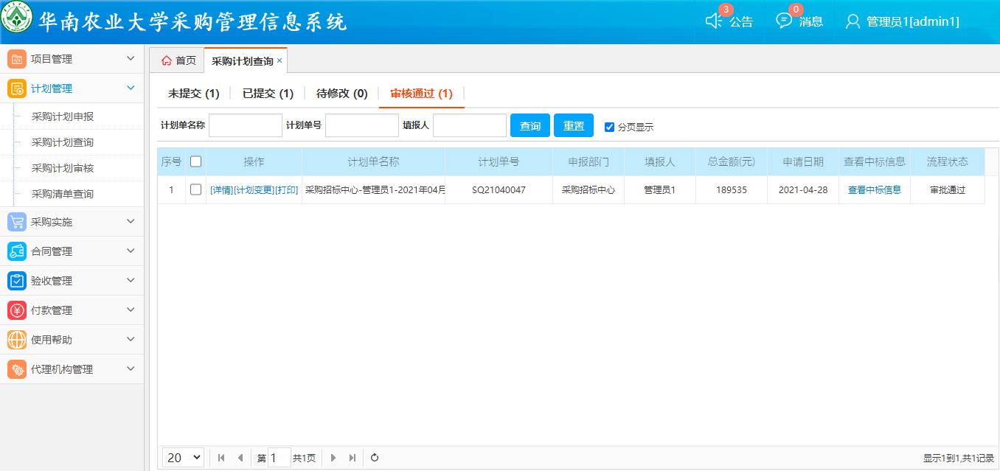 华南农业大学采购管理信息系统
3
公告
0
消息
管理员1[admin1]
项目管理
计划管理
采购计划申报
采购计划查询
采购计划审核
采购清单查询
采购实施
合同管理
验收管理
付款管理
使用帮助
代理机构管理
首页 采购计划查询 ×
未提交 (1) 已提交 (1) 待修改 (0) 审核通过 (1)
计划单名称 计划单号 填报人 查询 重置 分页显示
序号 操作 计划单名称 计划单号 申报部门 填报人 总金额(元) 申请日期 查看中标信息 流程状态
1 [详情][计划变更][打印] 采购招标中心-管理员1-2021年04月 SQ21040047 采购招标中心 管理员1 189535 2021-04-28 查看中标信息 审批通过
20 第 1 共1页 显示1到1,共1记录